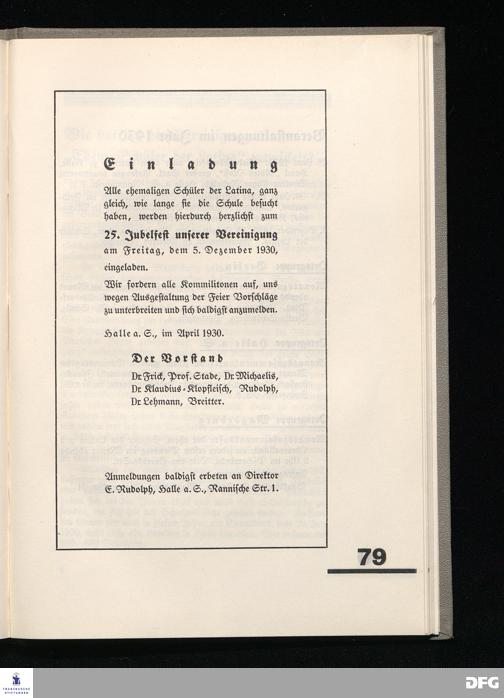 Einladung
Alle ehemaligen Schüler der Latina, ganz
gleich, wie lange sie die Schule besucht
haben, werden hierdurch herzlichst zum
25. Jubelfest unserer Vereinigung
am Freitag, dem 5. Dezember 1930,
eingeladen.
Wir fordern alle Kommilitonen auf, uns
wegen Ausgestaltung der Feier Vorschläge
zu unterbreiten und sich baldigst anzumelden.
Halle a. S., im April 1930.
Der Vorstand
Dr. Frick, Prof. Stade, Dr. Michaelis,
Dr. Klaudius-Klopfleisch, Rudolph,
Dr. Lehmann, Breitter.
Anmeldungen baldigst erbeten an Direktor
E. Rudolph, Halle a. S., Rannische Str. 1.
79
FRANCKESCHE
STIFTUNGEN
DFG